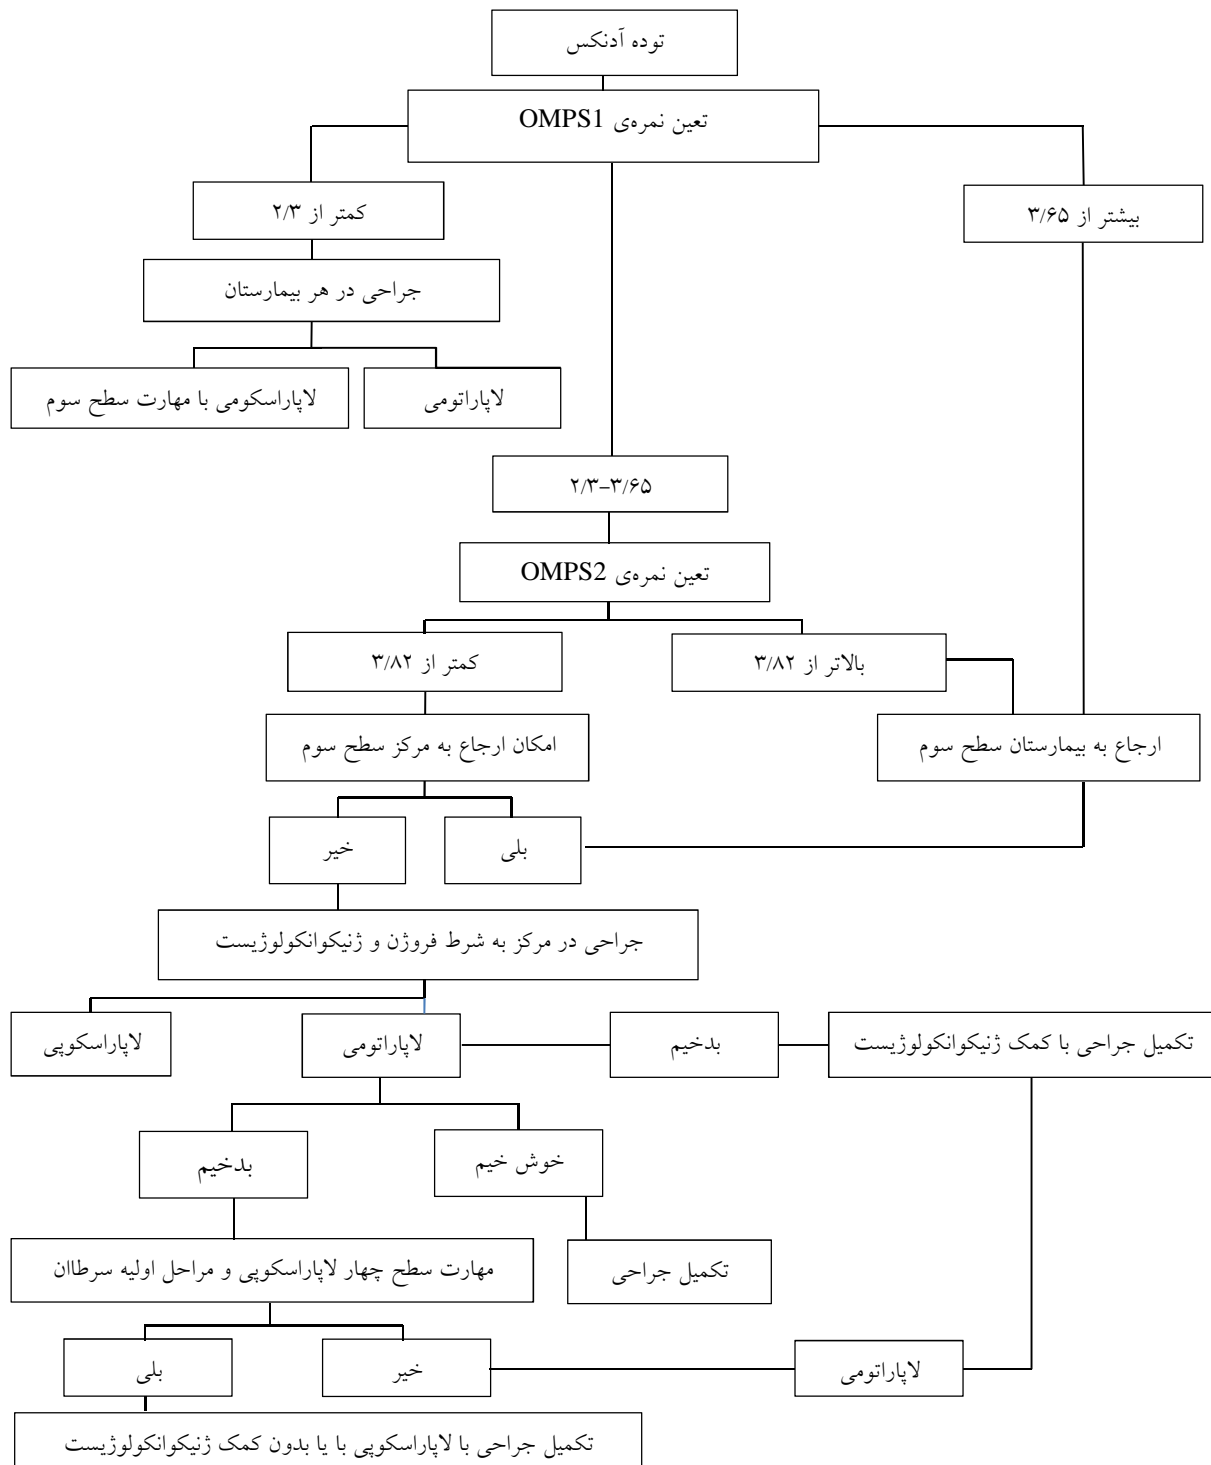 توده آدنکس
تعین نمره‌ی OMPS1
کمتر از ۲/۳
بیشتر از ۳/۶۵
جراحی در هر بیمارستان
لاپاراتومی
لاپاراسکومی با مهارت سطح سوم
۲/۳-۳/۶۵
تعین نمره‌ی OMPS2
بالاتر از ۳/۸۲
کمتر از ۳/۸۲
ارجاع به بیمارستان سطح سوم
امکان ارجاع به مرکز سطح سوم
بلی
خیر
جراحی در مرکز به شرط فروژن و ژنیکوانکولوژیست
تکمیل جراحی با کمک ژنیکوانکولوژیست
بدخیم
لاپاراتومی
لاپاراسکوپی
خوش خیم
بدخیم
تکمیل جراحی
مهارت سطح چهار لاپاراسکوپی و مراحل اولیه سرطاان
لاپاراتومی
خیر
بلی
تکمیل جراحی با لاپاراسکوپی با یا بدون کمک ژنیکوانکولوژیست